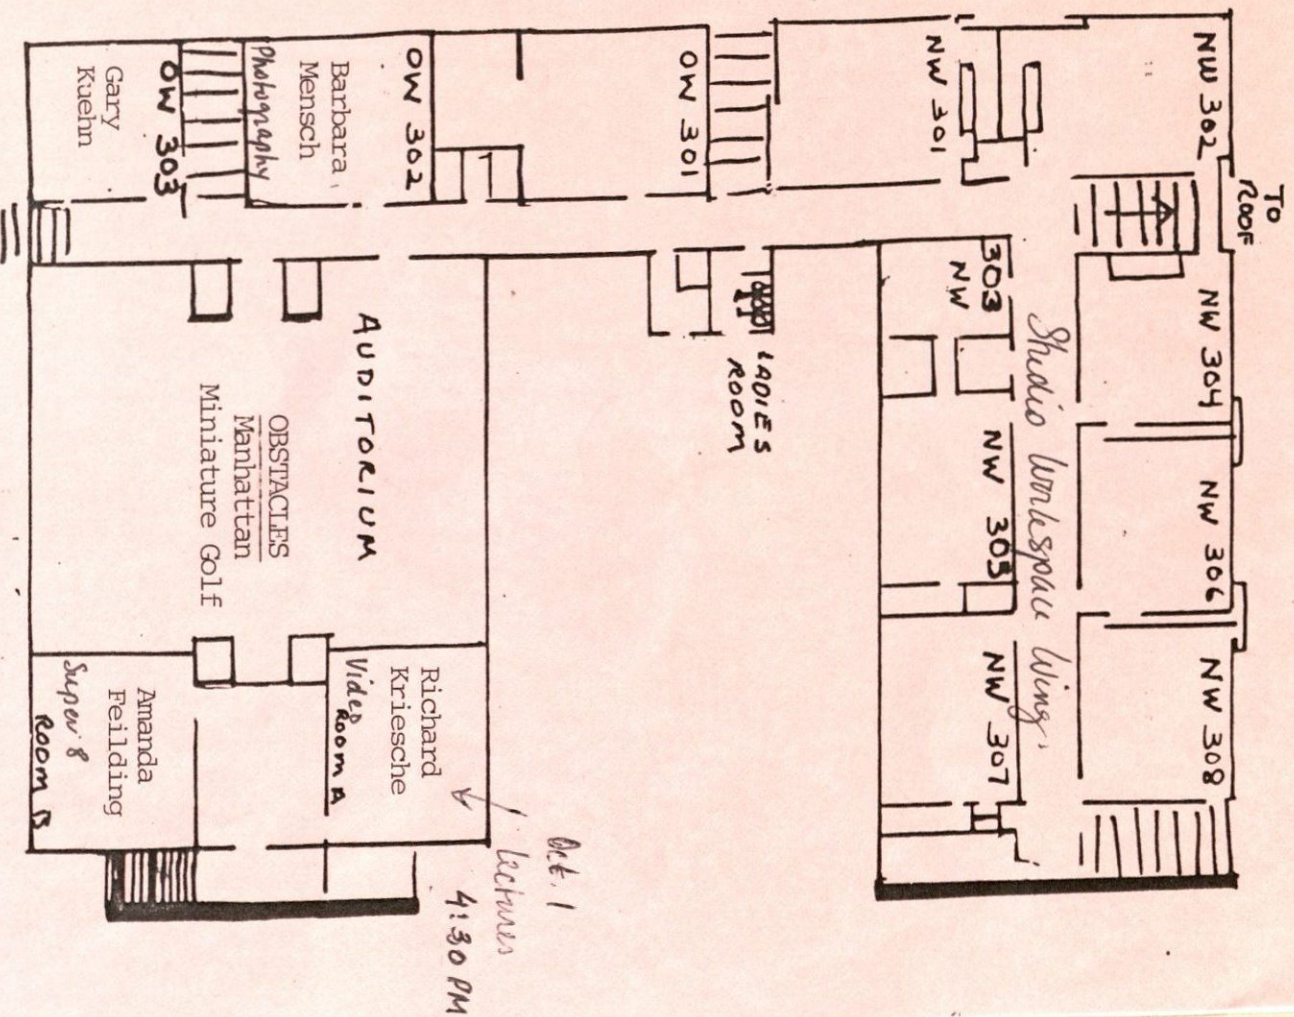 TO
ROOF
NW 302
NW 304
NW 306
NW 308
Studio Workspace Wing.
NW 301
303
NW
NW 305
NW 307
LADIES
ROOM
OW 301
OW 302
Barbara
Mensch
Photography
OW 303
Gary
Kuehn
AUDITORIUM
OBSTACLES
Manhattan
Miniature Golf
Richard
Kriesche
Video
ROOM A
Oct. 1
lectures
4:30 PM
Amanda
Feilding
Super 8
ROOM B